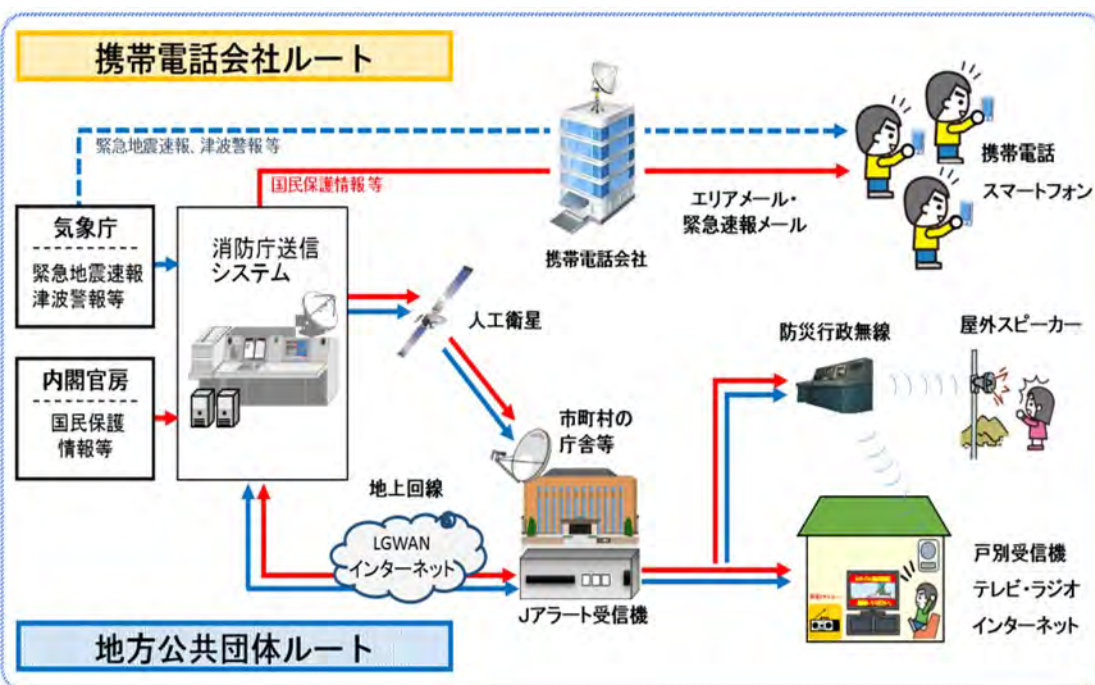 携帯電話会社ルート
緊急地震速報、津波警報等
国民保護情報等
気象庁
緊急地震速報
津波警報等
内閣官房
国民保護
情報等
消防庁送信
システム
携帯電話会社
エリアメール・
緊急速報メール
携帯電話
スマートフォン
人工衛星
市町村の
庁舎等
地上回線
LGWAN
インターネット
Jアラート受信機
防災行政無線
屋外スピーカー
戸別受信機
テレビ・ラジオ
インターネット
地方公共団体ルート